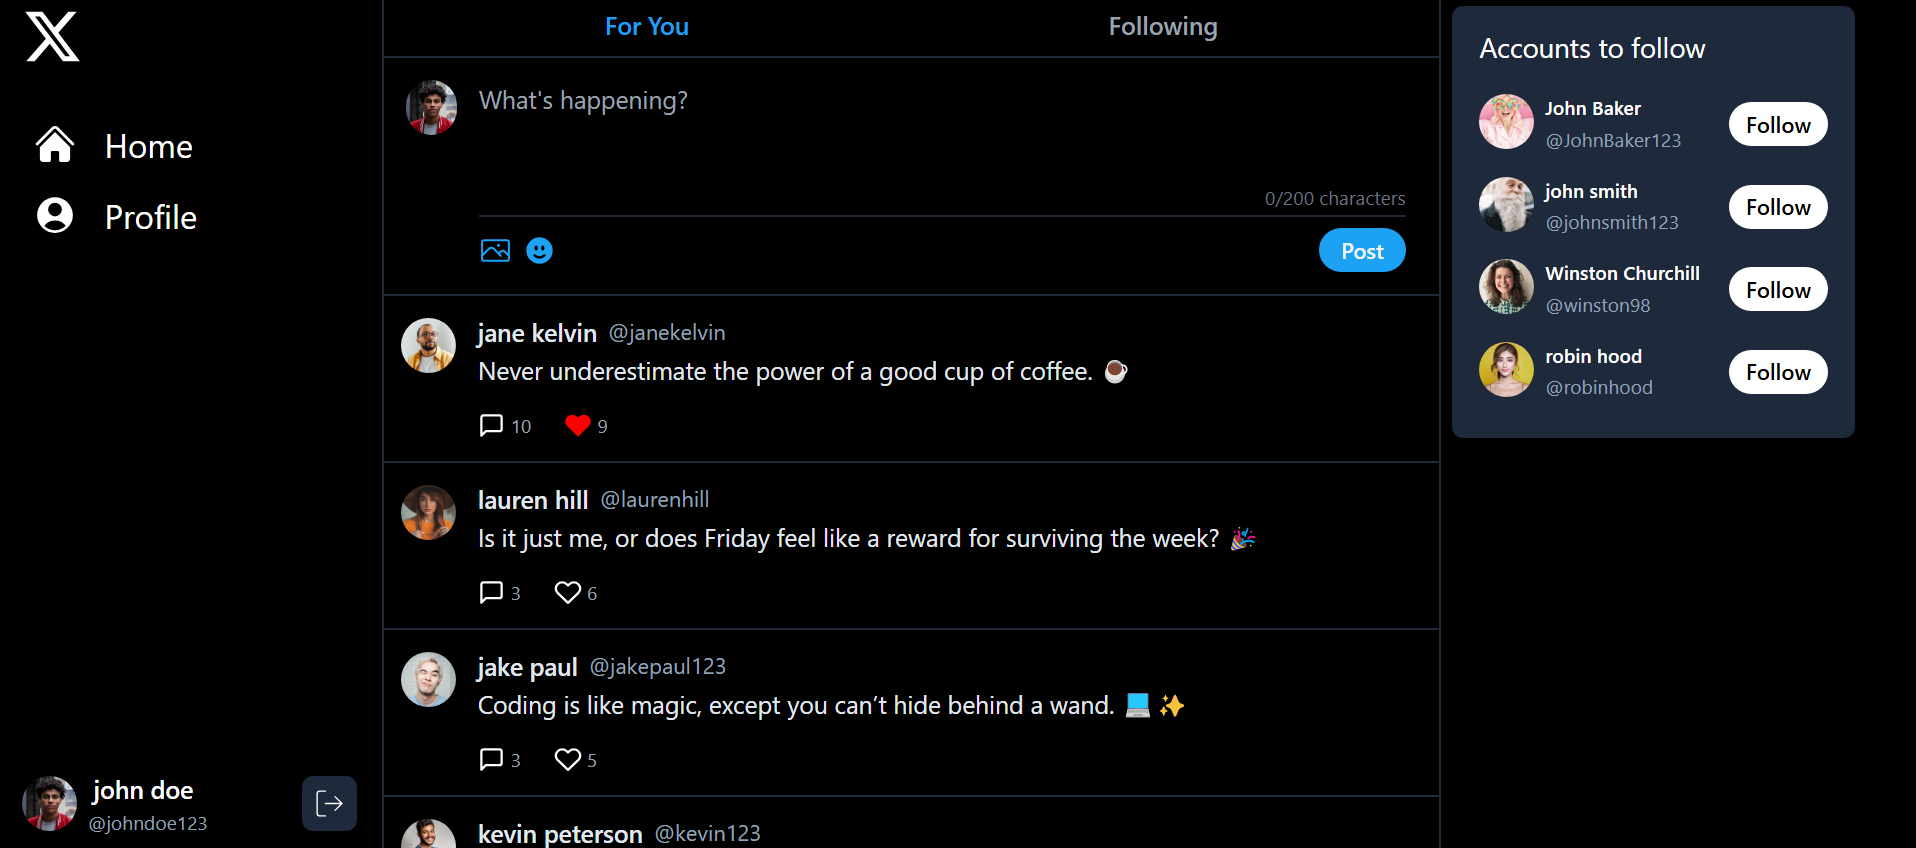 Home
Profile
john doe
@johndoe123
For You
Following
What's happening?
0/200 characters
Post
jane kelvin @janekelvin
Never underestimate the power of a good cup of coffee. ☕
10 9
lauren hill @laurenhill
Is it just me, or does Friday feel like a reward for surviving the week? 🎉
3 6
jake paul @jakepaul123
Coding is like magic, except you can’t hide behind a wand. 💻 ✨
3 5
kevin peterson @kevin123
Accounts to follow
John Baker
@JohnBaker123
Follow
john smith
@johnsmith123
Follow
Winston Churchill
@winston98
Follow
robin hood
@robinhood
Follow